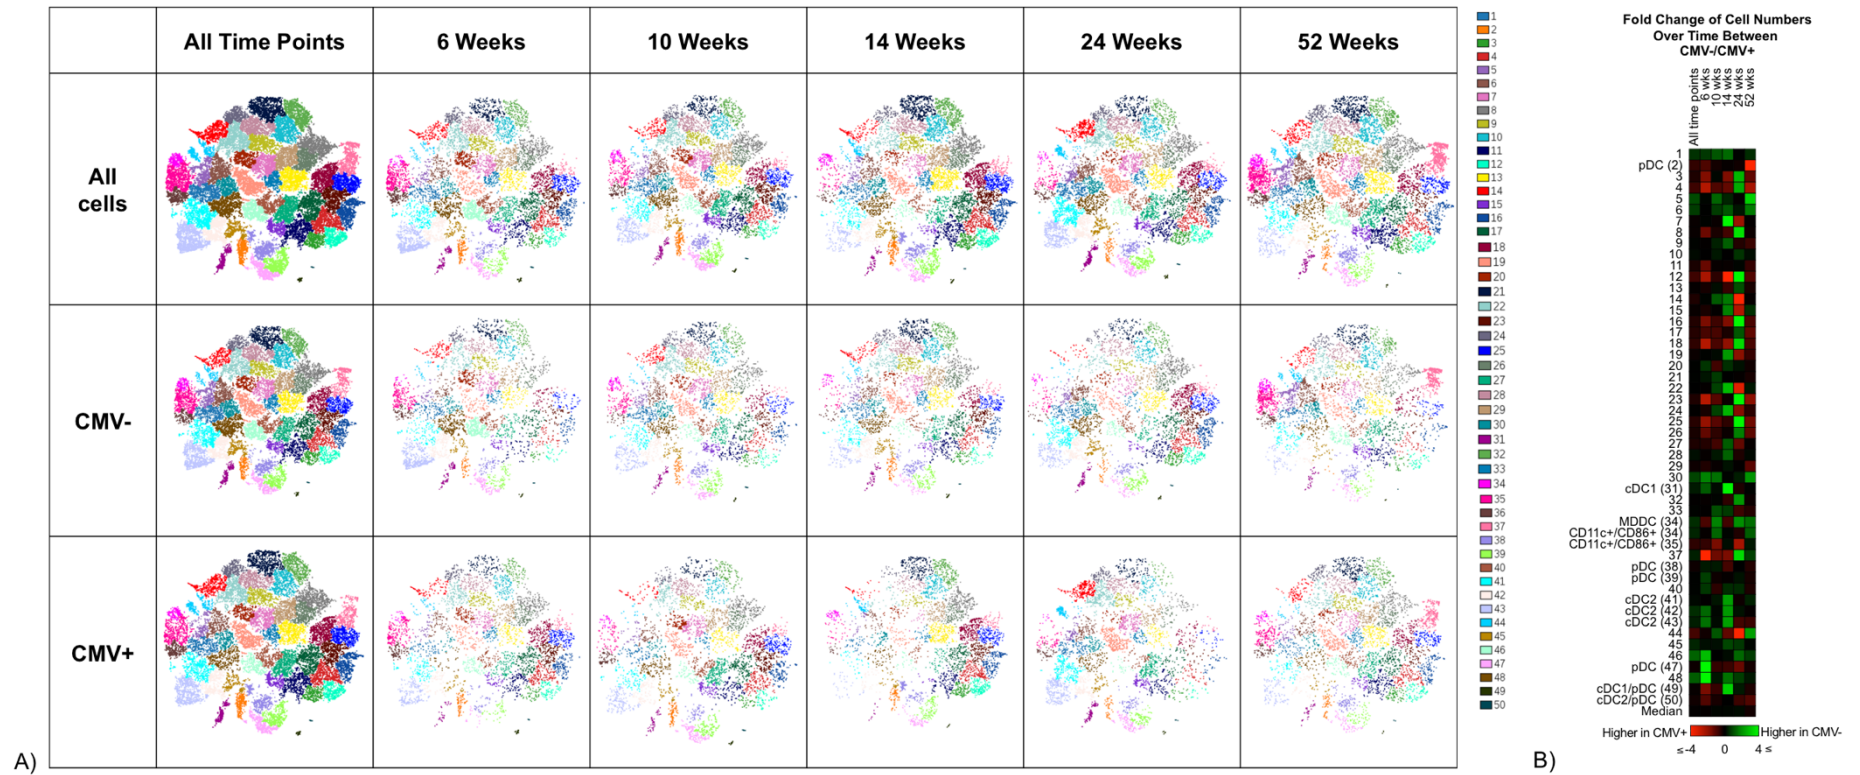 All Time Points
6 Weeks
10 Weeks
14 Weeks
24 Weeks
52 Weeks
All
cells
CMV-
CMV+
A)
1
2
3
4
5
6
7
8
9
10
11
12
13
14
15
16
17
18
19
20
21
22
23
24
25
26
27
28
29
30
31
32
33
34
35
36
37
38
39
40
41
42
43
44
45
46
47
48
49
50
Fold Change of Cell Numbers
Over Time Between
CMV-/CMV+
All time points
6 wks
10 wks
14 wks
24 wks
52 wks
1
pDC (2)
3
4
5
6
7
8
9
10
11
12
13
14
15
16
17
18
19
20
21
22
23
24
25
26
27
28
29
30
cDC1 (31)
32
33
MDDC (34)
CD11c+/CD86+ (34)
CD11c+/CD86+ (35)
37
pDC (38)
pDC (39)
40
cDC2 (41)
cDC2 (42)
cDC2 (43)
44
45
46
pDC (47)
48
cDC1/pDC (49)
cDC2/pDC (50)
Median
Higher in CMV+
Higher in CMV-
≤-4
0
4 ≤
B)